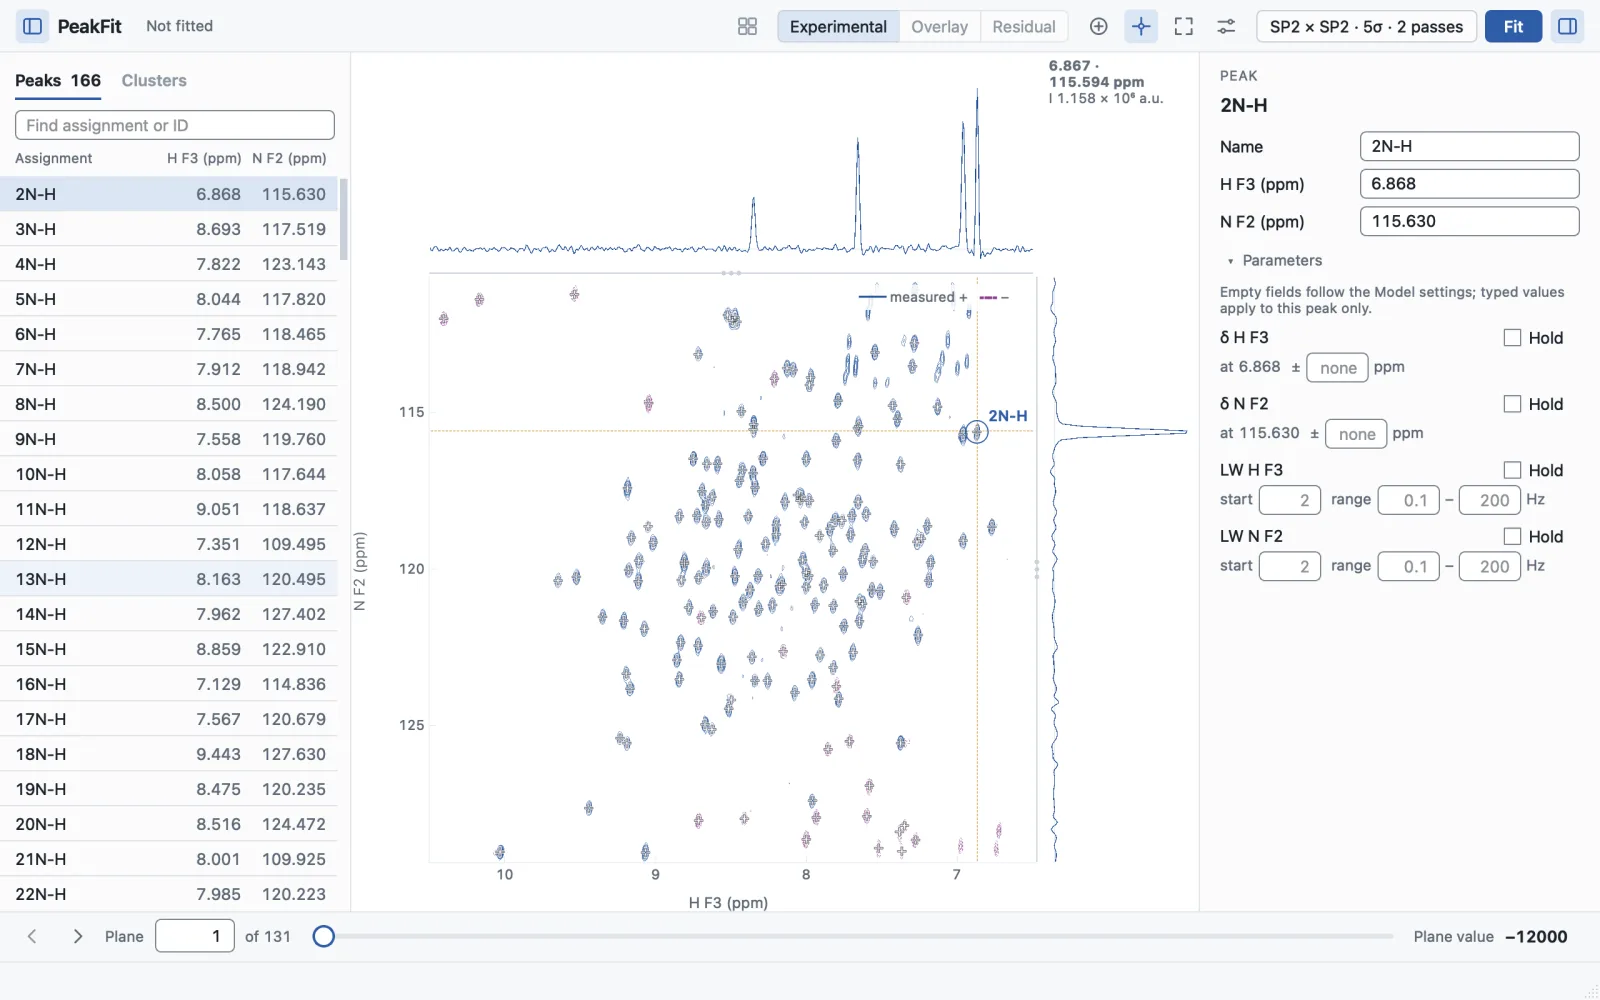 PeakFit Not fitted Experimental Overlay Residual SP2 × SP2 · 5σ · 2 passes Fit
Peaks 166 Clusters
Find assignment or ID
Assignment H F3 (ppm) N F2 (ppm)
2N-H 6.868 115.630
3N-H 8.693 117.519
4N-H 7.822 123.143
5N-H 8.044 117.820
6N-H 7.765 118.465
7N-H 7.912 118.942
8N-H 8.500 124.190
9N-H 7.558 119.760
10N-H 8.058 117.644
11N-H 9.051 118.637
12N-H 7.351 109.495
13N-H 8.163 120.495
14N-H 7.962 127.402
15N-H 8.859 122.910
16N-H 7.129 114.836
17N-H 7.567 120.679
18N-H 9.443 127.630
19N-H 8.475 120.235
20N-H 8.516 124.472
21N-H 8.001 109.925
22N-H 7.985 120.223
6.867 ·
115.594 ppm
I 1.158 × 10⁶ a.u.
measured + −
2N-H
115
120
125
N F2 (ppm)
10 9 8 7
H F3 (ppm)
PEAK
2N-H
Name 2N-H
H F3 (ppm) 6.868
N F2 (ppm) 115.630
▾ Parameters
Empty fields follow the Model settings; typed values
apply to this peak only.
δ H F3 Hold
at 6.868 ± none ppm
δ N F2 Hold
at 115.630 ± none ppm
LW H F3 Hold
start 2 range 0.1 – 200 Hz
LW N F2 Hold
start 2 range 0.1 – 200 Hz
Plane 1 of 131 Plane value −12000